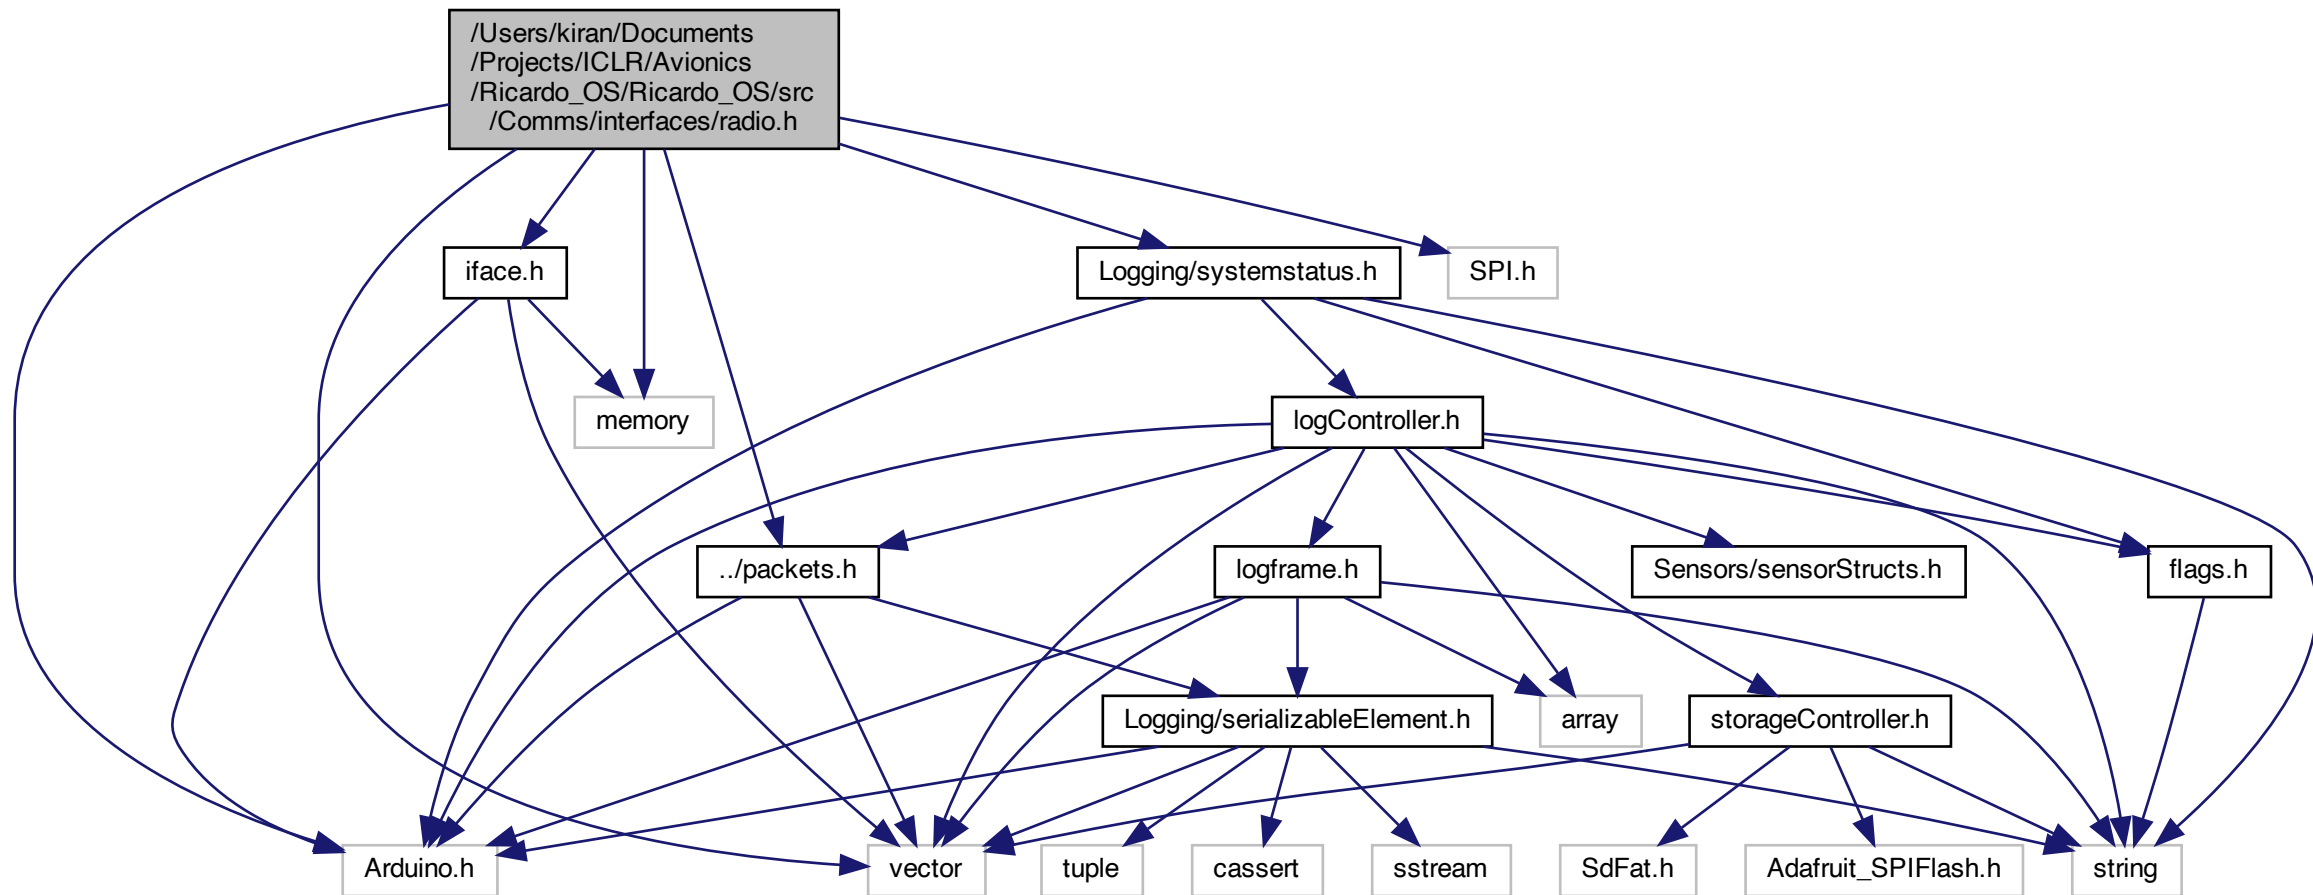 /Users/kiran/Documents
/Projects/ICLR/Avionics
/Ricardo_OS/Ricardo_OS/src
/Comms/interfaces/radio.h
iface.h
Logging/systemstatus.h
SPI.h
memory
logController.h
../packets.h
logframe.h
Sensors/sensorStructs.h
flags.h
Logging/serializableElement.h
array
storageController.h
Arduino.h
vector
tuple
cassert
sstream
SdFat.h
Adafruit_SPIFlash.h
string